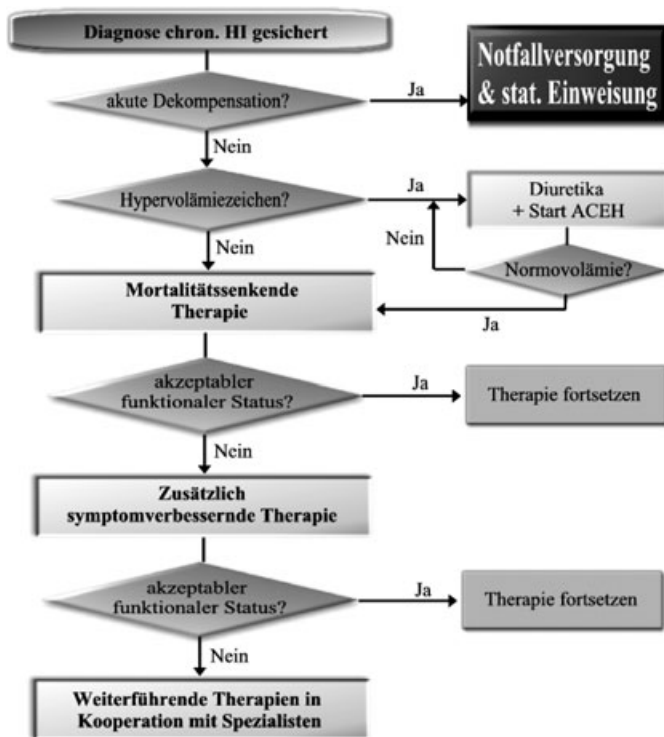 Diagnose chron. HI gesichert
Notfallversorgung
& stat. Einweisung
akute Dekompensation?
Ja
Nein
Hypervolämiezeichen?
Ja
Diuretika
+ Start ACEH
Nein
Nein
Normovolämie?
Mortalitätssenkende
Therapie
Ja
akzeptabler
funktionaler Status?
Ja
Therapie fortsetzen
Nein
Zusätzlich
symptomverbessernde Therapie
akzeptabler
funktionaler Status?
Ja
Therapie fortsetzen
Nein
Weiterführende Therapien in
Kooperation mit Spezialisten